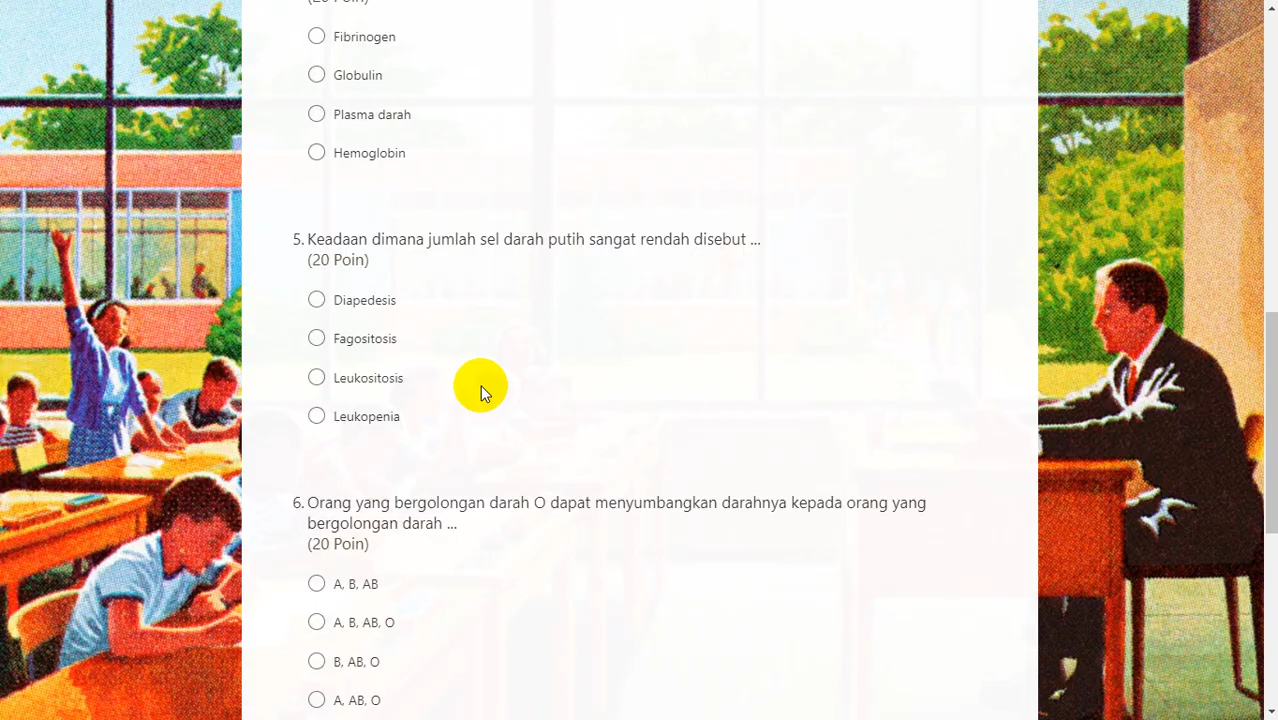 (20 Poin)
Fibrinogen
Globulin
Plasma darah
Hemoglobin
5. Keadaan dimana jumlah sel darah putih sangat rendah disebut ...
(20 Poin)
Diapedesis
Fagositosis
Leukositosis
Leukopenia
6. Orang yang bergolongan darah O dapat menyumbangkan darahnya kepada orang yang
bergolongan darah ...
(20 Poin)
A, B, AB
A, B, AB, O
B, AB, O
A, AB, O